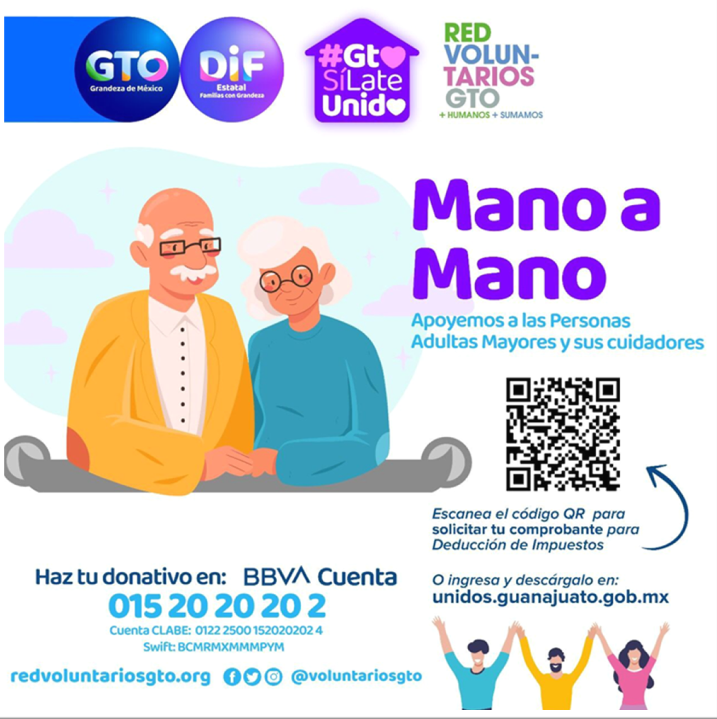 GTO
Grandeza de México
DiF
Estatal
Familias con Grandeza
#Gto
SíLate
Unido
RED
VOLUN-
TARIOS
GTO
+ HUMANOS + SUMAMOS
Mano a
Mano
Apoyemos a las Personas
Adultas Mayores y sus cuidadores
Escanea el código QR para
solicitar tu comprobante para
Deducción de Impuestos
O ingresa y descárgalo en:
unidos.guanajuato.gob.mx
Haz tu donativo en: BBVA Cuenta
015 20 20 20 2
Cuenta CLABE: 0122 2500 152020202 4
Swift: BCMRMXMMMPYM
redvoluntariosgto.org @voluntariosgto